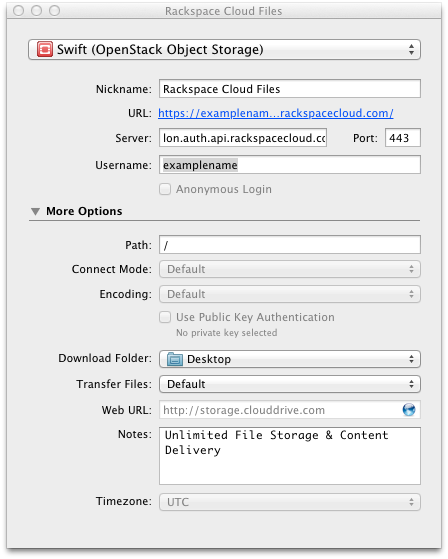 Rackspace Cloud Files
Swift (OpenStack Object Storage)
Nickname: Rackspace Cloud Files
URL: https://examplenam...rackspacecloud.com/
Server: lon.auth.api.rackspacecloud.cc Port: 443
Username: examplename
Anonymous Login
More Options
Path: /
Connect Mode: Default
Encoding: Default
Use Public Key Authentication
No private key selected
Download Folder: Desktop
Transfer Files: Default
Web URL: http://storage.clouddrive.com
Notes: Unlimited File Storage & Content
Delivery
Timezone: UTC